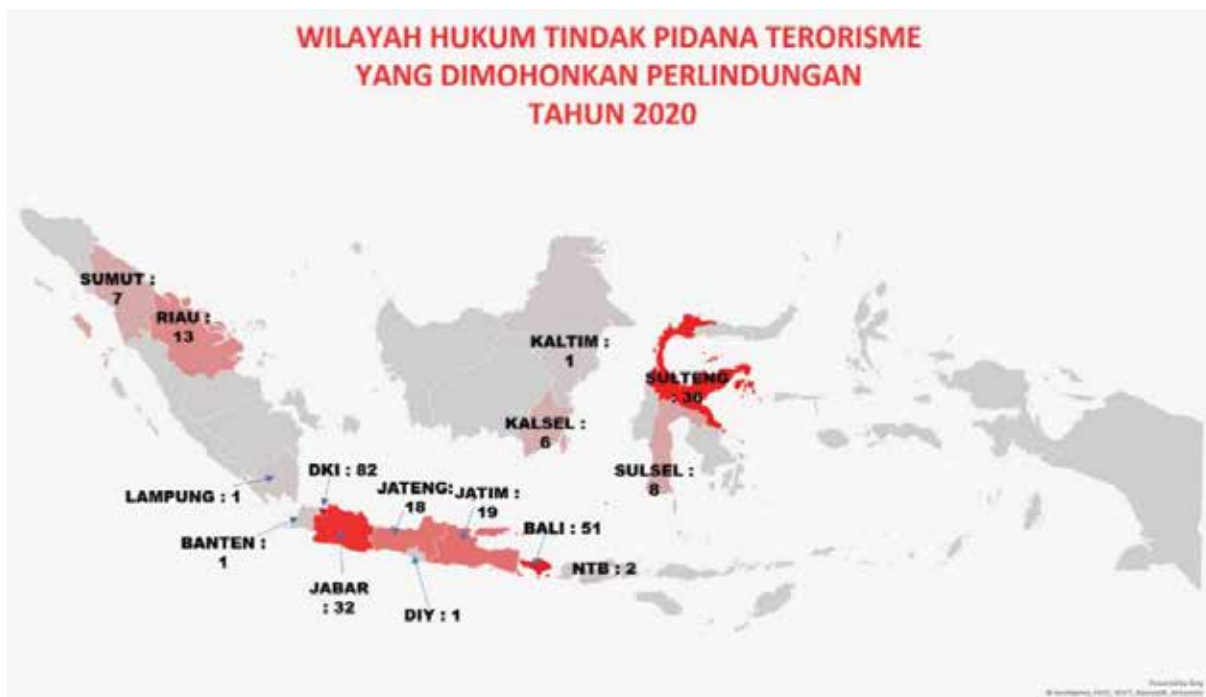 WILAYAH HUKUM TINDAK PIDANA TERORISME
YANG DIMOHONKAN PERLINDUNGAN
TAHUN 2020
SUMUT :
7
RIAU :
13
KALTIM :
1
SULTENG
: 36
KALSEL :
6
SULSEL :
8
DKI : 82
LAMPUNG : 1
JATENG:
18
JATIM :
19
BALI : 51
BANTEN :
1
NTB : 2
JABAR
: 32
DIY : 1